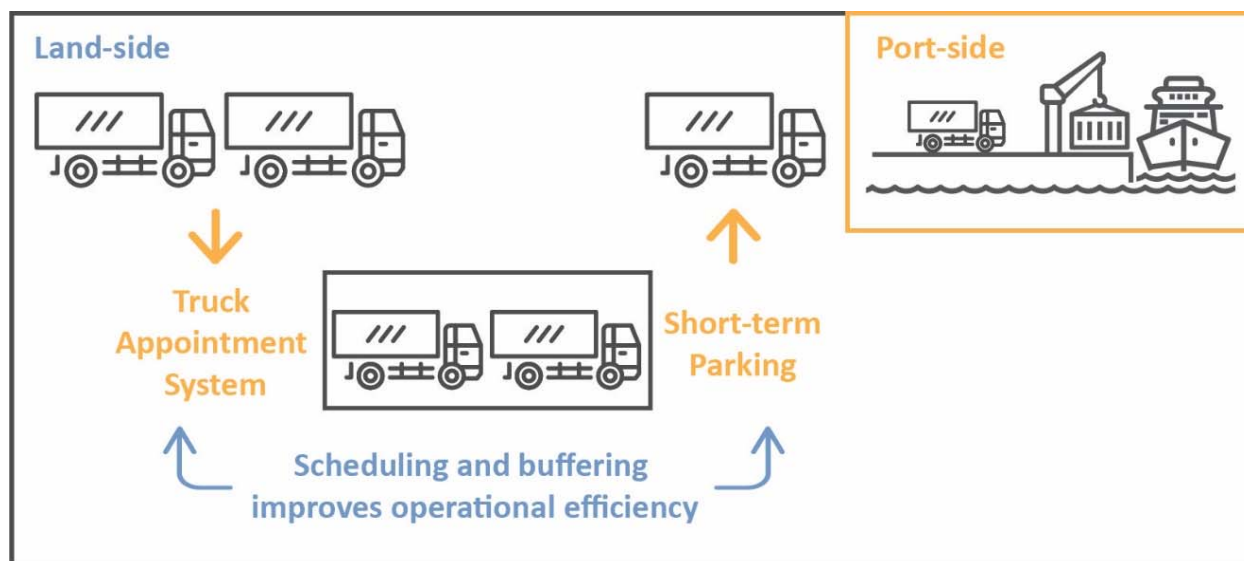 Land-side
Port-side
Truck
Appointment
System
Short-term
Parking
Scheduling and buffering
improves operational efficiency